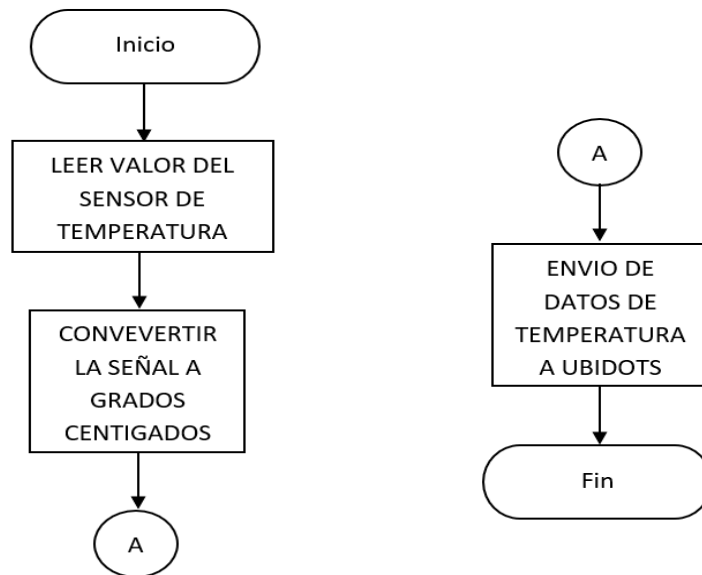 Inicio
LEER VALOR DEL
SENSOR DE
TEMPERATURA
CONVEVERTIR
LA SEÑAL A
GRADOS
CENTIGADOS
A
A
ENVIO DE
DATOS DE
TEMPERATURA
A UBIDOTS
Fin